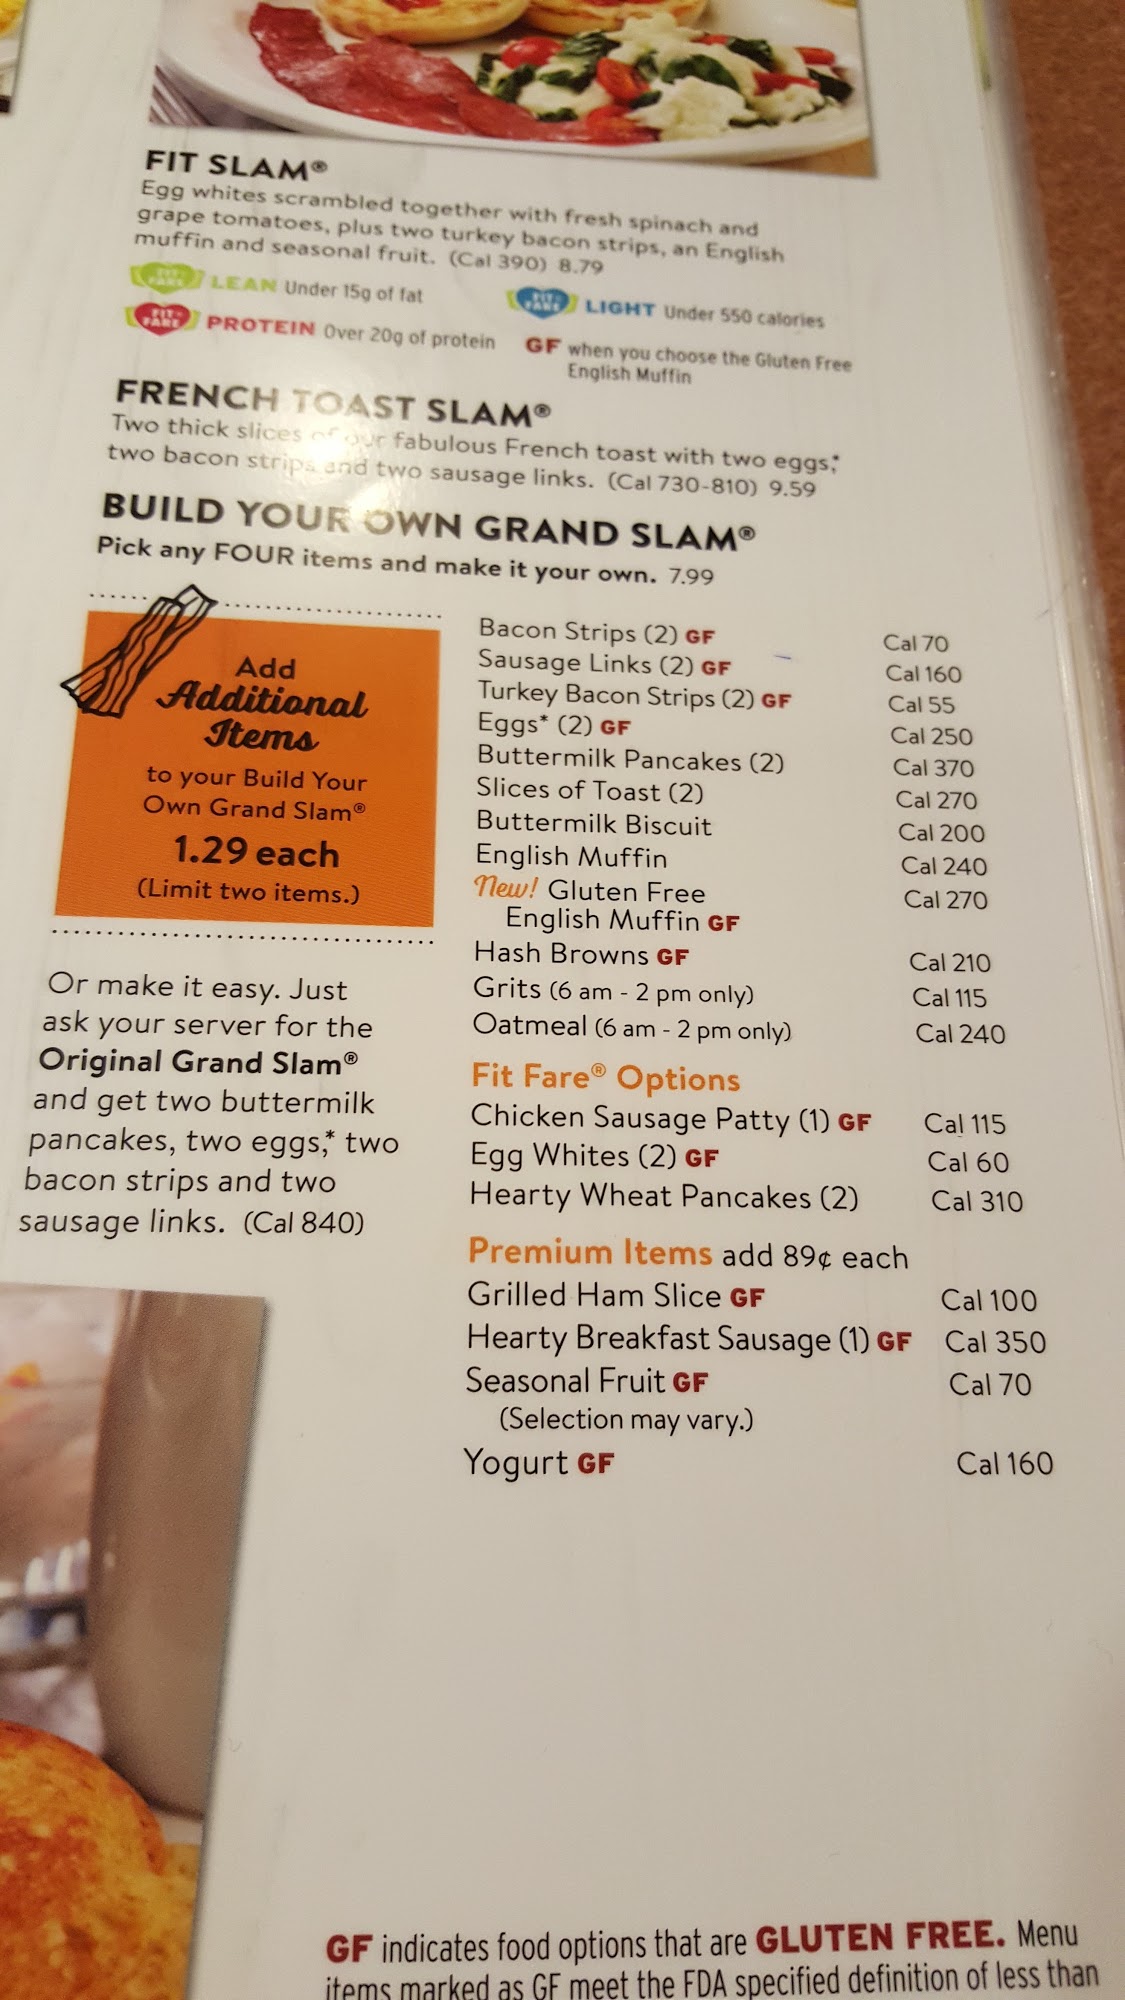 FIT SLAM®
Egg whites scrambled together with fresh spinach and
grape tomatoes, plus two turkey bacon strips, an English
muffin and seasonal fruit. (Cal 390) 8.79
FIT FARE LEAN Under 15g of fat
FIT FARE LIGHT Under 550 calories
FIT FARE PROTEIN Over 20g of protein
GF when you choose the Gluten Free
English Muffin
FRENCH TOAST SLAM®
Two thick slices of our fabulous French toast with two eggs,*
two bacon strips and two sausage links. (Cal 730-810) 9.59
BUILD YOUR OWN GRAND SLAM®
Pick any FOUR items and make it your own. 7.99
Add
Additional
Items
to your Build Your
Own Grand Slam®
1.29 each
(Limit two items.)
Or make it easy. Just
ask your server for the
Original Grand Slam®
and get two buttermilk
pancakes, two eggs,* two
bacon strips and two
sausage links. (Cal 840)
Bacon Strips (2) GF Cal 70
Sausage Links (2) GF Cal 160
Turkey Bacon Strips (2) GF Cal 55
Eggs* (2) GF Cal 250
Buttermilk Pancakes (2) Cal 370
Slices of Toast (2) Cal 270
Buttermilk Biscuit Cal 200
English Muffin Cal 240
New! Gluten Free Cal 270
English Muffin GF
Hash Browns GF Cal 210
Grits (6 am - 2 pm only) Cal 115
Oatmeal (6 am - 2 pm only) Cal 240
Fit Fare® Options
Chicken Sausage Patty (1) GF Cal 115
Egg Whites (2) GF Cal 60
Hearty Wheat Pancakes (2) Cal 310
Premium Items add 89¢ each
Grilled Ham Slice GF Cal 100
Hearty Breakfast Sausage (1) GF Cal 350
Seasonal Fruit GF Cal 70
(Selection may vary.)
Yogurt GF Cal 160
GF indicates food options that are GLUTEN FREE. Menu
items marked as GF meet the FDA specified definition of less than